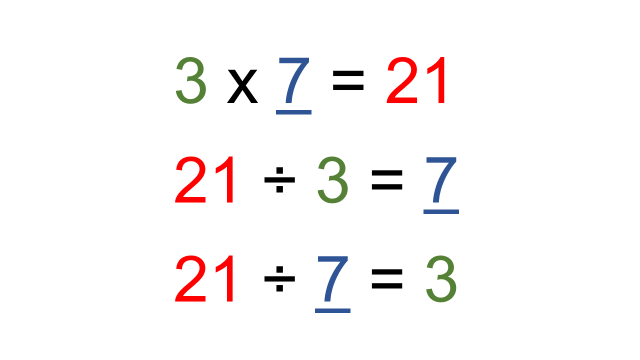 3 x 7 = 21
21 ÷ 3 = 7
21 ÷ 7 = 3